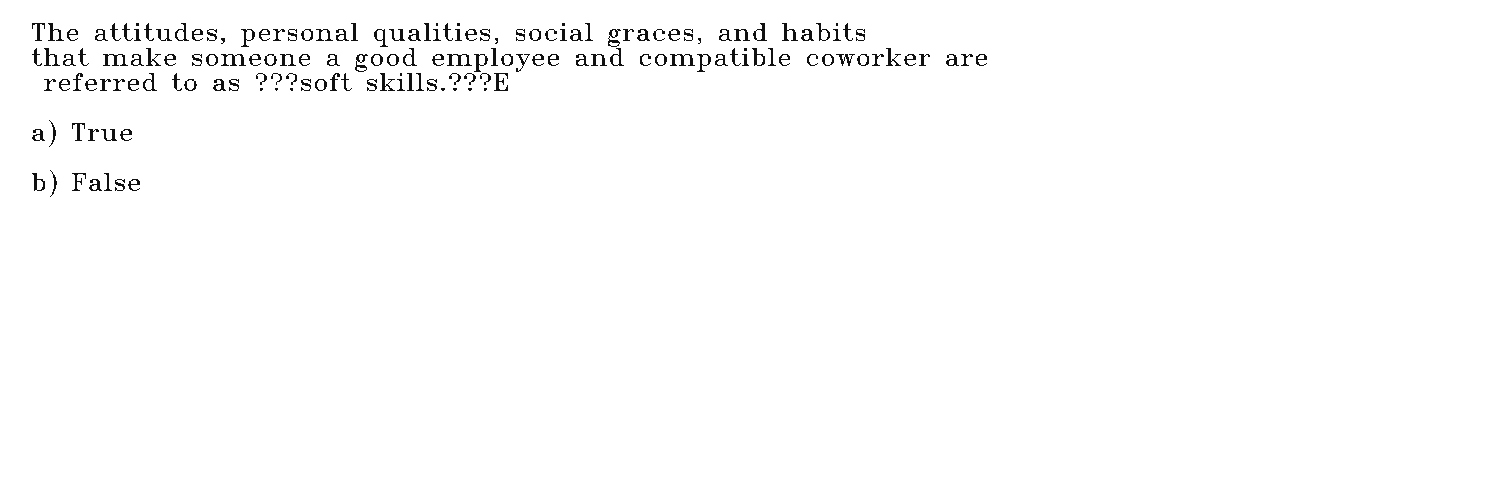 The attitudes, personal qualities, social graces, and habits
that make someone a good employee and compatible coworker are
referred to as ???soft skills.???E
a) True
b) False